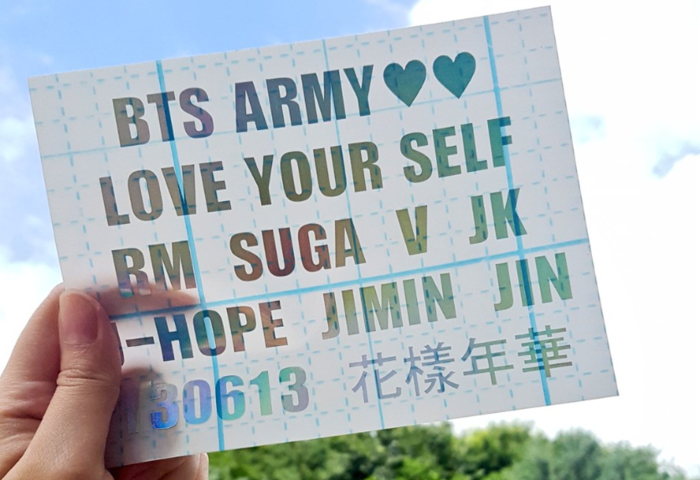 BTS ARMY♥♥
LOVE YOUR SELF
RM SUGA V JK
J-HOPE JIMIN JIN
130613 花樣年華